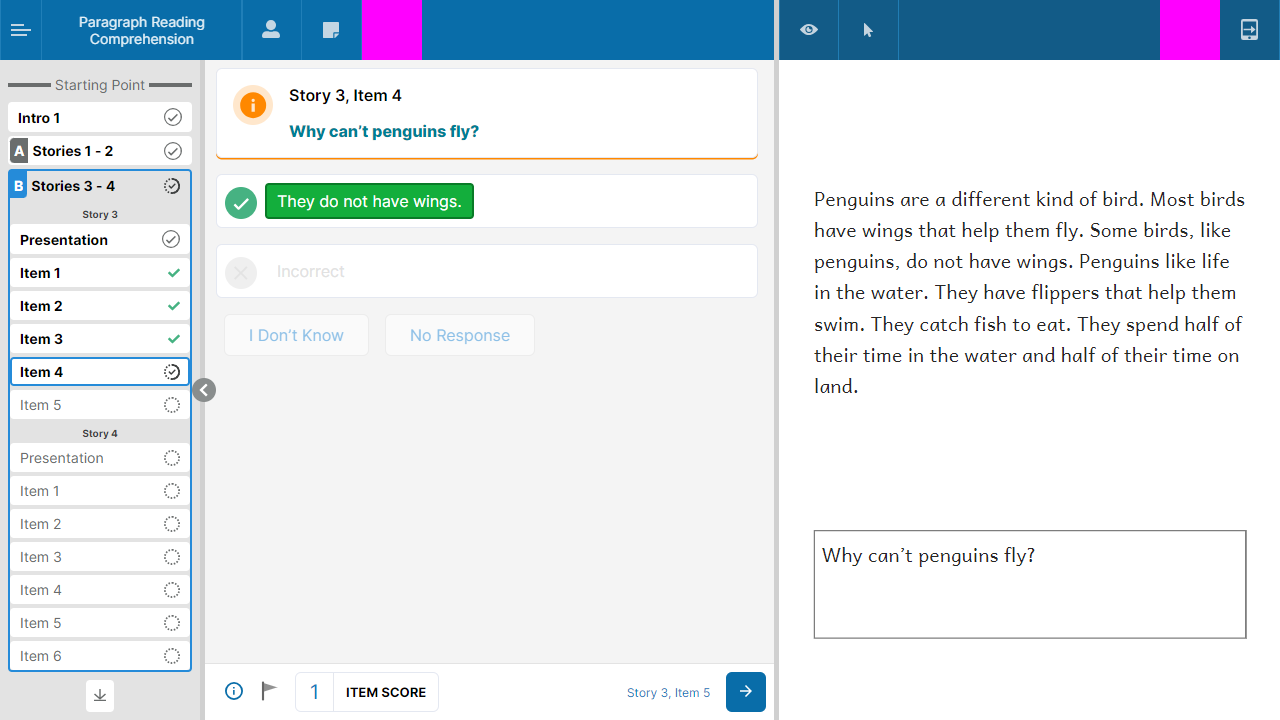 Paragraph Reading
Comprehension
Starting Point
Intro 1
A Stories 1 - 2
B Stories 3 - 4
Story 3
Presentation
Item 1
Item 2
Item 3
Item 4
Item 5
Story 4
Presentation
Item 1
Item 2
Item 3
Item 4
Item 5
Item 6
Story 3, Item 4
Why can't penguins fly?
They do not have wings.
Incorrect
I Don't Know
No Response
1 ITEM SCORE
Story 3, Item 5
Penguins are a different kind of bird. Most birds
have wings that help them fly. Some birds, like
penguins, do not have wings. Penguins like life
in the water. They have flippers that help them
swim. They catch fish to eat. They spend half of
their time in the water and half of their time on
land.
Why can't penguins fly?